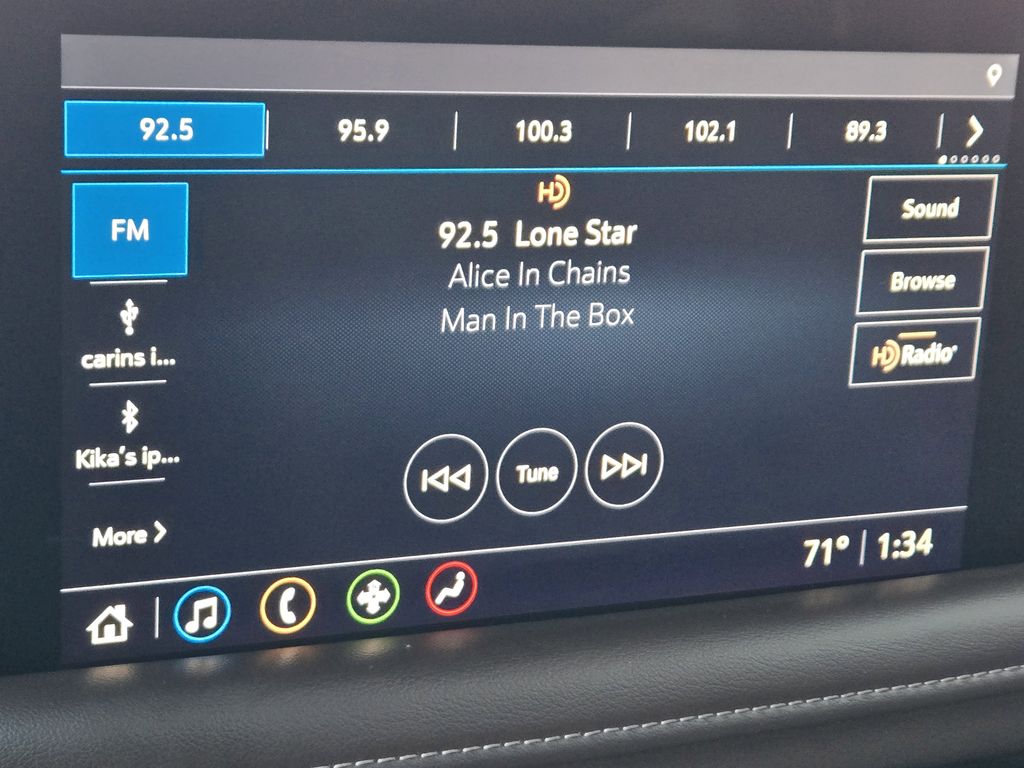 92.5 95.9 100.3 102.1 89.3
FM
HD
92.5 Lone Star
Alice In Chains
Man In The Box
Sound
Browse
HD Radio
carins i...
Kika's ip...
More
Tune
71° 1:34